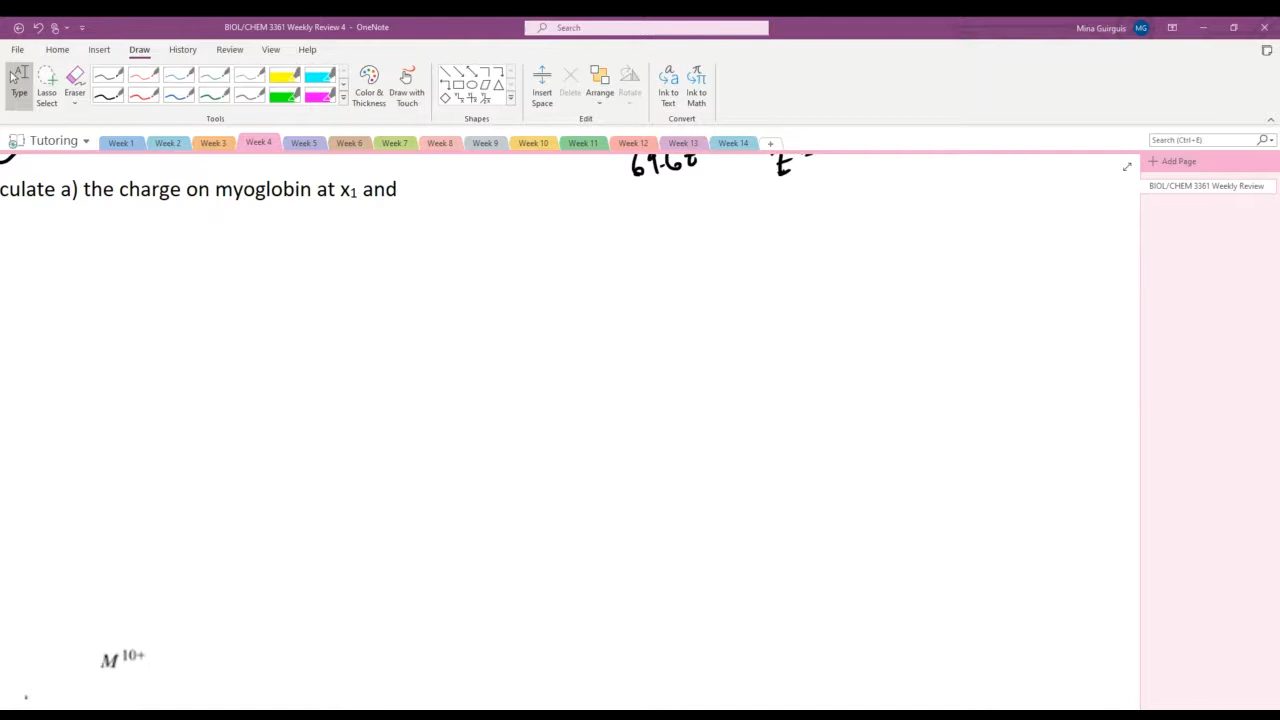 BIOL/CHEM 3361 Weekly Review 4 - OneNote
Search
Mina Guirguis
MG
File Home Insert Draw History Review View Help
Type
Lasso Select
Eraser
Color & Thickness
Draw with Touch
Insert Space
Delete
Arrange
Rotate
Ink to Text
Ink to Math
Tools Shapes Edit Convert
Tutoring Week 1 Week 2 Week 3 Week 4 Week 5 Week 6 Week 7 Week 8 Week 9 Week 10 Week 11 Week 12 Week 13 Week 14 +
Search (Ctrl+E)
Add Page
BIOL/CHEM 3361 Weekly Review
culate a) the charge on myoglobin at x₁ and
M¹⁰⁺